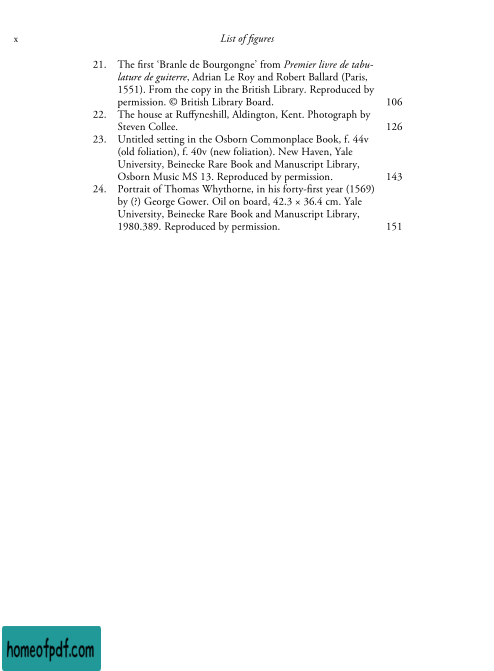 x
List of figures
21. The first ‘Branle de Bourgongne’ from Premier livre de tabu-
lature de guiterre, Adrian Le Roy and Robert Ballard (Paris,
1551). From the copy in the British Library. Reproduced by
permission. © British Library Board. 106
22. The house at Ruffyneshill, Aldington, Kent. Photograph by
Steven Collee. 126
23. Untitled setting in the Osborn Commonplace Book, f. 44v
(old foliation), f. 40v (new foliation). New Haven, Yale
University, Beinecke Rare Book and Manuscript Library,
Osborn Music MS 13. Reproduced by permission. 143
24. Portrait of Thomas Whythorne, in his forty-first year (1569)
by (?) George Gower. Oil on board, 42.3 × 36.4 cm. Yale
University, Beinecke Rare Book and Manuscript Library,
1980.389. Reproduced by permission. 151
homeofpdf.com